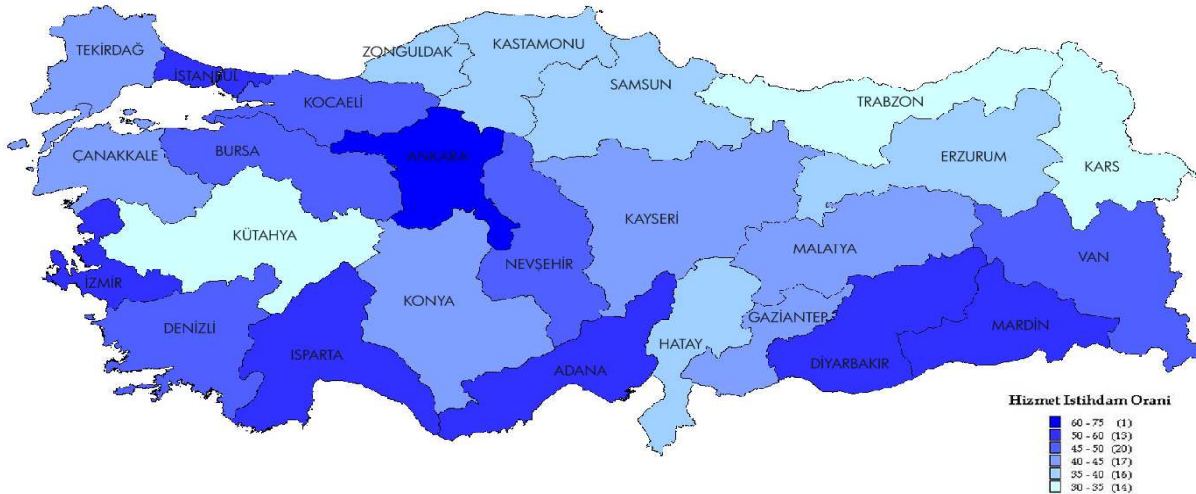 TEKİRDAĞ
İSTANBUL
ZONGULDAK
KASTAMONU
SAMSUN
KOCAELİ
TRABZON
ÇANAKKALE
BURSA
ANKARA
ERZURUM
KARS
KÜTAHYA
KAYSERİ
MALATYA
VAN
NEVŞEHİR
İZMİR
KONYA
DENİZLİ
GAZİANTEP
MARDİN
ISPARTA
ADANA
HATAY
DİYARBAKIR
Hizmet Istihdam Orani
60 - 75 (1)
50 - 60 (13)
45 - 50 (20)
40 - 45 (17)
35 - 40 (16)
30 - 35 (14)